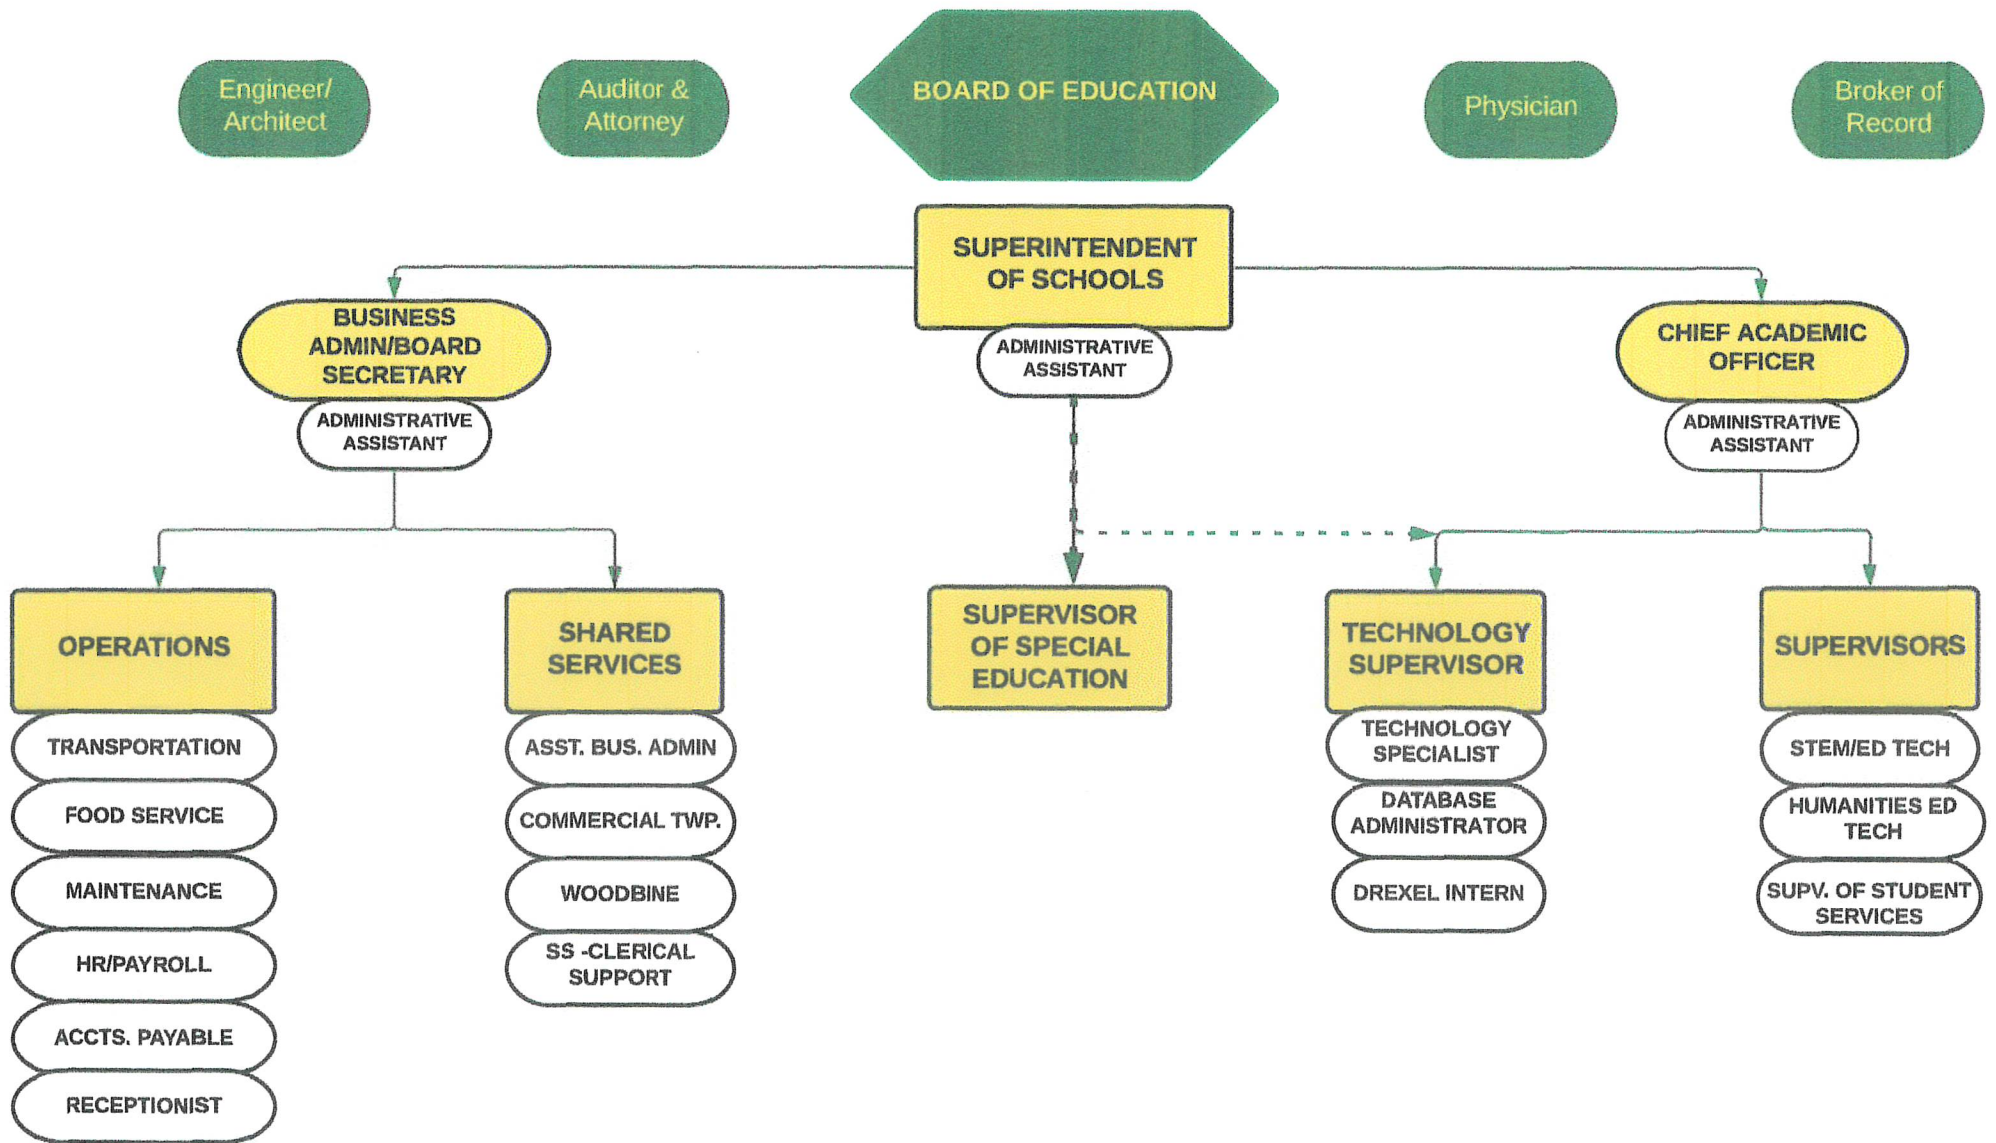 Engineer/
Architect
Auditor &
Attorney
BOARD OF EDUCATION
Physician
Broker of
Record
SUPERINTENDENT
OF SCHOOLS
ADMINISTRATIVE
ASSISTANT
BUSINESS
ADMIN/BOARD
SECRETARY
ADMINISTRATIVE
ASSISTANT
CHIEF ACADEMIC
OFFICER
ADMINISTRATIVE
ASSISTANT
OPERATIONS
TRANSPORTATION
FOOD SERVICE
MAINTENANCE
HR/PAYROLL
ACCTS. PAYABLE
RECEPTIONIST
SHARED
SERVICES
ASST. BUS. ADMIN
COMMERCIAL TWP.
WOODBINE
SS -CLERICAL
SUPPORT
SUPERVISOR
OF SPECIAL
EDUCATION
TECHNOLOGY
SUPERVISOR
TECHNOLOGY
SPECIALIST
DATABASE
ADMINISTRATOR
DREXEL INTERN
SUPERVISORS
STEM/ED TECH
HUMANITIES ED
TECH
SUPV. OF STUDENT
SERVICES